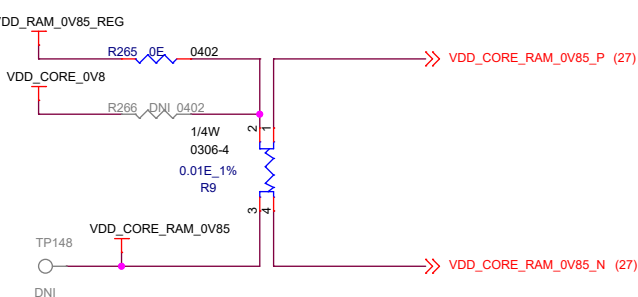 VDD_RAM_0V85_REG
R265 0E 0402
VDD_CORE_RAM_0V85_P (27)
VDD_CORE_0V8
R266 DNI 0402
1/4W
2 1
0306-4
0.01E_1%
R9
3 4
VDD_CORE_RAM_0V85
TP148
VDD_CORE_RAM_0V85_N (27)
DNI